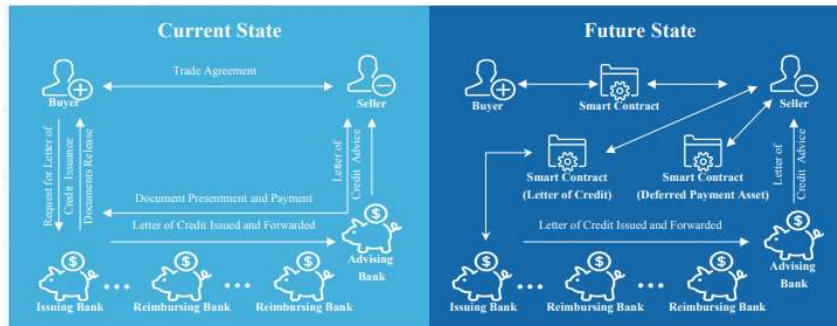 Current State
Trade Agreement
Buyer
Seller
Request for Letter of
Credit Issuance
Documents Release
Letter of
Credit Advice
Document Presentment and Payment
Letter of Credit Issued and Forwarded
Advising
Bank
Issuing Bank
Reimbursing Bank
Reimbursing Bank
Future State
Buyer
Smart Contract
Seller
Smart Contract
(Letter of Credit)
Smart Contract
(Deferred Payment Asset)
Letter of
Credit Advice
Letter of Credit Issued and Forwarded
Advising
Bank
Issuing Bank
Reimbursing Bank
Reimbursing Bank